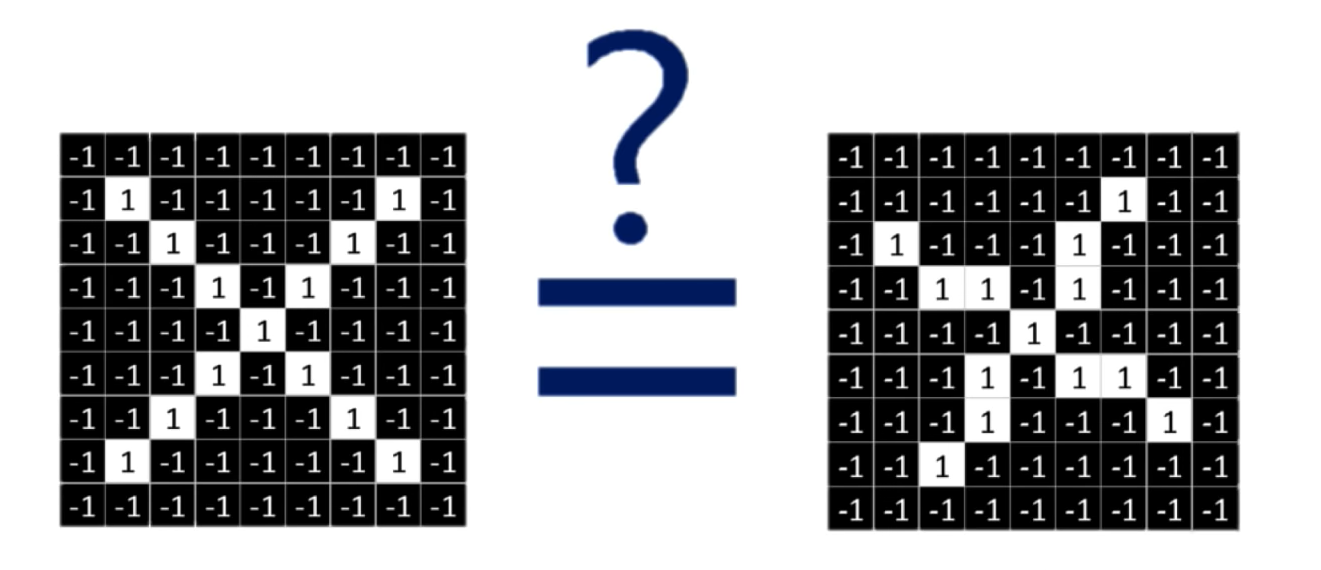 ?
=
-1 -1 -1 -1 -1 -1 -1 -1 -1
-1 1 -1 -1 -1 -1 -1 1 -1
-1 -1 1 -1 -1 -1 1 -1 -1
-1 -1 -1 1 -1 1 -1 -1 -1
-1 -1 -1 -1 1 -1 -1 -1 -1
-1 -1 -1 1 -1 1 -1 -1 -1
-1 -1 1 -1 -1 -1 1 -1 -1
-1 1 -1 -1 -1 -1 -1 1 -1
-1 -1 -1 -1 -1 -1 -1 -1 -1
-1 -1 -1 -1 -1 -1 -1 -1 -1
-1 -1 -1 -1 -1 -1 1 -1 -1
-1 1 -1 -1 -1 1 -1 -1 -1
-1 -1 1 1 -1 1 -1 -1 -1
-1 -1 -1 -1 1 -1 -1 -1 -1
-1 -1 -1 1 -1 1 1 -1 -1
-1 -1 -1 1 -1 -1 -1 1 -1
-1 -1 1 -1 -1 -1 -1 -1 -1
-1 -1 -1 -1 -1 -1 -1 -1 -1